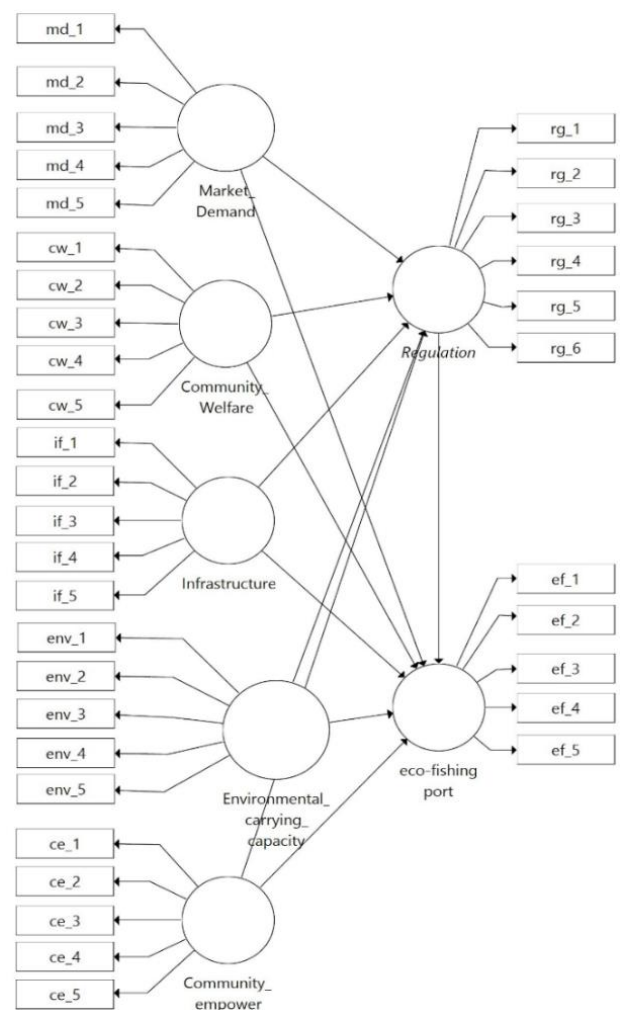 md_1
md_2
md_3
md_4
md_5
Market_
Demand
cw_1
cw_2
cw_3
cw_4
cw_5
Community_
Welfare
if_1
if_2
if_3
if_4
if_5
Infrastructure
env_1
env_2
env_3
env_4
env_5
Environmental_
carrying_
capacity
ce_1
ce_2
ce_3
ce_4
ce_5
Community_
empower
rg_1
rg_2
rg_3
rg_4
rg_5
rg_6
Regulation
ef_1
ef_2
ef_3
ef_4
ef_5
eco-fishing
port